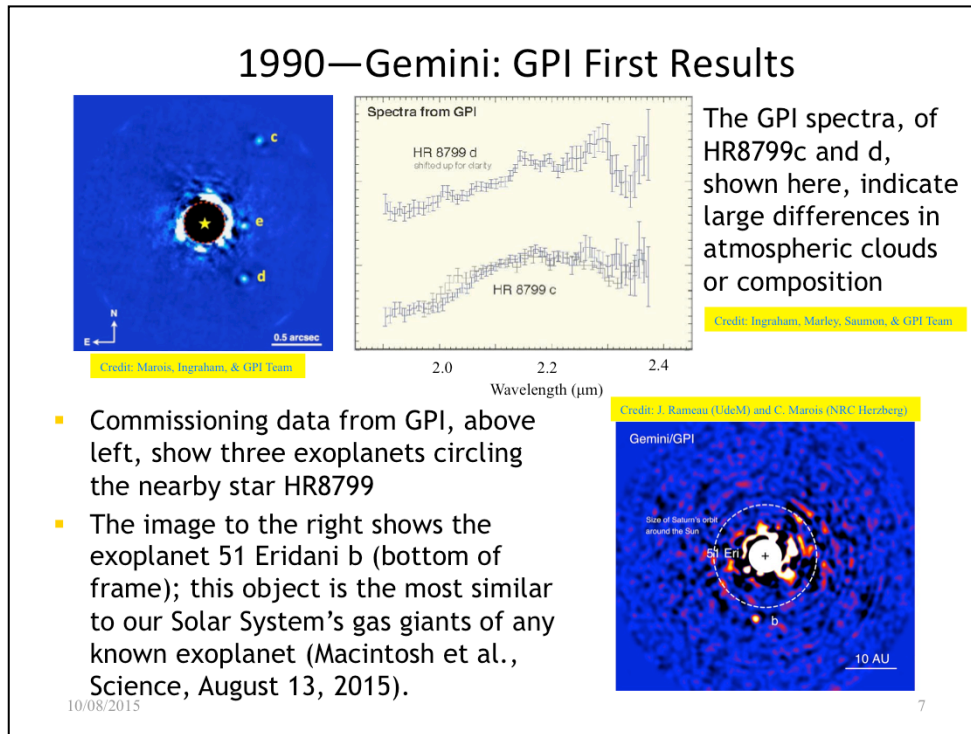 1990—Gemini: GPI First Results
c
e
d
N
E
0.5 arcsec
Credit: Marois, Ingraham, & GPI Team
Spectra from GPI
HR 8799 d
shifted up for clarity
HR 8799 c
2.0
2.2
2.4
Wavelength (μm)
The GPI spectra, of
HR8799c and d,
shown here, indicate
large differences in
atmospheric clouds
or composition
Credit: Ingraham, Marley, Saumon, & GPI Team
▪ Commissioning data from GPI, above
left, show three exoplanets circling
the nearby star HR8799
▪ The image to the right shows the
exoplanet 51 Eridani b (bottom of
frame); this object is the most similar
to our Solar System’s gas giants of any
known exoplanet (Macintosh et al.,
Science, August 13, 2015).
Credit: J. Rameau (UdeM) and C. Marois (NRC Herzberg)
Gemini/GPI
Size of Saturn's orbit
around the Sun
51 Eri
b
10 AU
10/08/2015
7